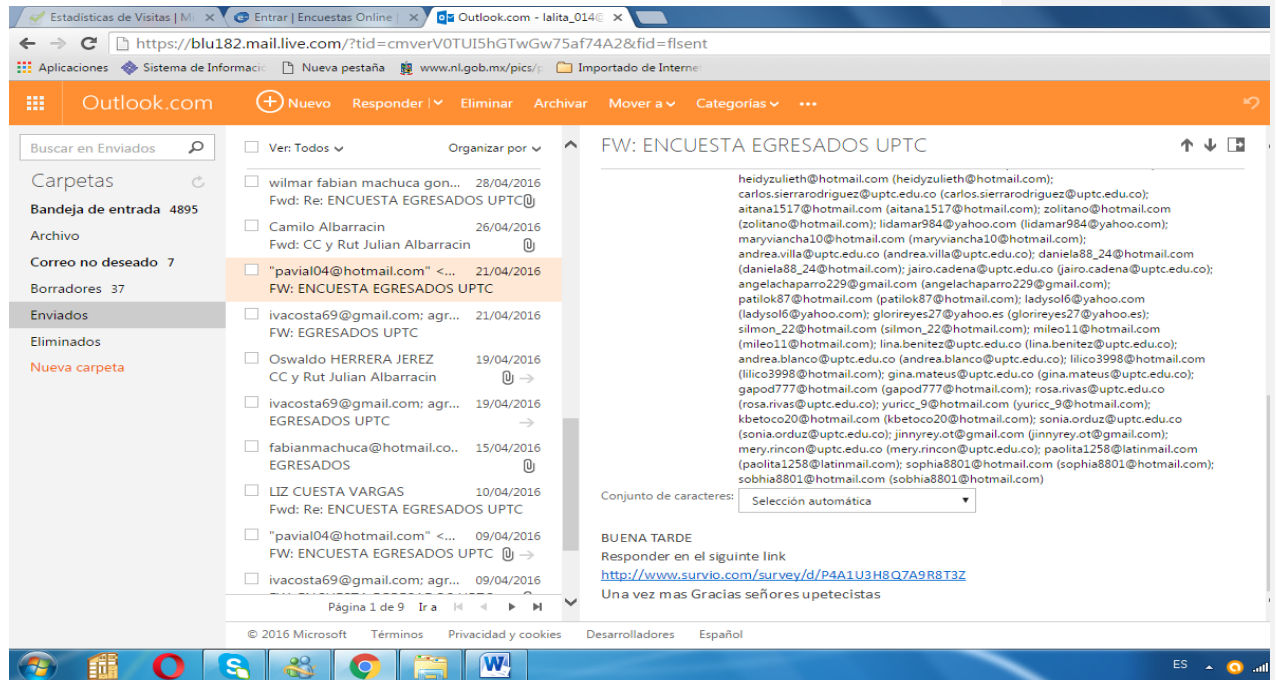 Estadísticas de Visitas | Mi
Entrar | Encuestas Online |
Outlook.com - lalita_014@
https://blu182.mail.live.com/?tid=cmverV0TUI5hGTwGw75af74A2&fid=flsent
Aplicaciones Sistema de Informació Nueva pestaña www.nl.gob.mx/pics/p Importado de Interne
Outlook.com Nuevo Responder Eliminar Archivar Mover a Categorías •••
Buscar en Enviados
Carpetas
Bandeja de entrada 4895
Archivo
Correo no deseado 7
Borradores 37
Enviados
Eliminados
Nueva carpeta
Ver: Todos Organizar por
wilmar fabian machuca gon... 28/04/2016
Fwd: Re: ENCUESTA EGRESADOS UPTC
Camilo Albarracin 26/04/2016
Fwd: CC y Rut Julian Albarracin
"pavial04@hotmail.com" <... 21/04/2016
FW: ENCUESTA EGRESADOS UPTC
ivacosta69@gmail.com; agr... 21/04/2016
FW: EGRESADOS UPTC
Oswaldo HERRERA JEREZ 19/04/2016
CC y Rut Julian Albarracin
ivacosta69@gmail.com; agr... 19/04/2016
EGRESADOS UPTC
fabianmachuca@hotmail.co... 15/04/2016
EGRESADOS
LIZ CUESTA VARGAS 10/04/2016
Fwd: Re: ENCUESTA EGRESADOS UPTC
"pavial04@hotmail.com" <... 09/04/2016
FW: ENCUESTA EGRESADOS UPTC
ivacosta69@gmail.com; agr... 09/04/2016
Página 1 de 9 Ir a
FW: ENCUESTA EGRESADOS UPTC
heidyzulieth@hotmail.com (heidyzulieth@hotmail.com);
carlos.sierrarodriguez@uptc.edu.co (carlos.sierrarodriguez@uptc.edu.co);
aitana1517@hotmail.com (aitana1517@hotmail.com); zolitano@hotmail.com
(zolitano@hotmail.com); lidamar984@yahoo.com (lidamar984@yahoo.com);
maryviancha10@hotmail.com (maryviancha10@hotmail.com);
andrea.villa@uptc.edu.co (andrea.villa@uptc.edu.co); daniela88_24@hotmail.com
(daniela88_24@hotmail.com); jairo.cadena@uptc.edu.co (jairo.cadena@uptc.edu.co);
angelachaparro229@gmail.com (angelachaparro229@gmail.com);
patilok87@hotmail.com (patilok87@hotmail.com); ladysol6@yahoo.com
(ladysol6@yahoo.com); glorireyes27@yahoo.es (glorireyes27@yahoo.es);
silmon_22@hotmail.com (silmon_22@hotmail.com); mileo11@hotmail.com
(mileo11@hotmail.com); lina.benitez@uptc.edu.co (lina.benitez@uptc.edu.co);
andrea.blanco@uptc.edu.co (andrea.blanco@uptc.edu.co); lilico3998@hotmail.com
(lilico3998@hotmail.com); gina.mateus@uptc.edu.co (gina.mateus@uptc.edu.co);
gapod777@hotmail.com (gapod777@hotmail.com); rosa.rivas@uptc.edu.co
(rosa.rivas@uptc.edu.co); yuricc_9@hotmail.com (yuricc_9@hotmail.com);
kbetoco20@hotmail.com (kbetoco20@hotmail.com); sonia.orduz@uptc.edu.co
(sonia.orduz@uptc.edu.co); jinnyrey.ot@gmail.com (jinnyrey.ot@gmail.com);
mery.rincon@uptc.edu.co (mery.rincon@uptc.edu.co); paolita1258@latinmail.com
(paolita1258@latinmail.com); sophia8801@hotmail.com (sophia8801@hotmail.com);
sobhia8801@hotmail.com (sobhia8801@hotmail.com)
Conjunto de caracteres: Selección automática
BUENA TARDE
Responder en el siguinte link
http://www.survio.com/survey/d/P4A1U3H8Q7A9R8T3Z
Una vez mas Gracias señores upetecistas
© 2016 Microsoft Términos Privacidad y cookies Desarrolladores Español
ES